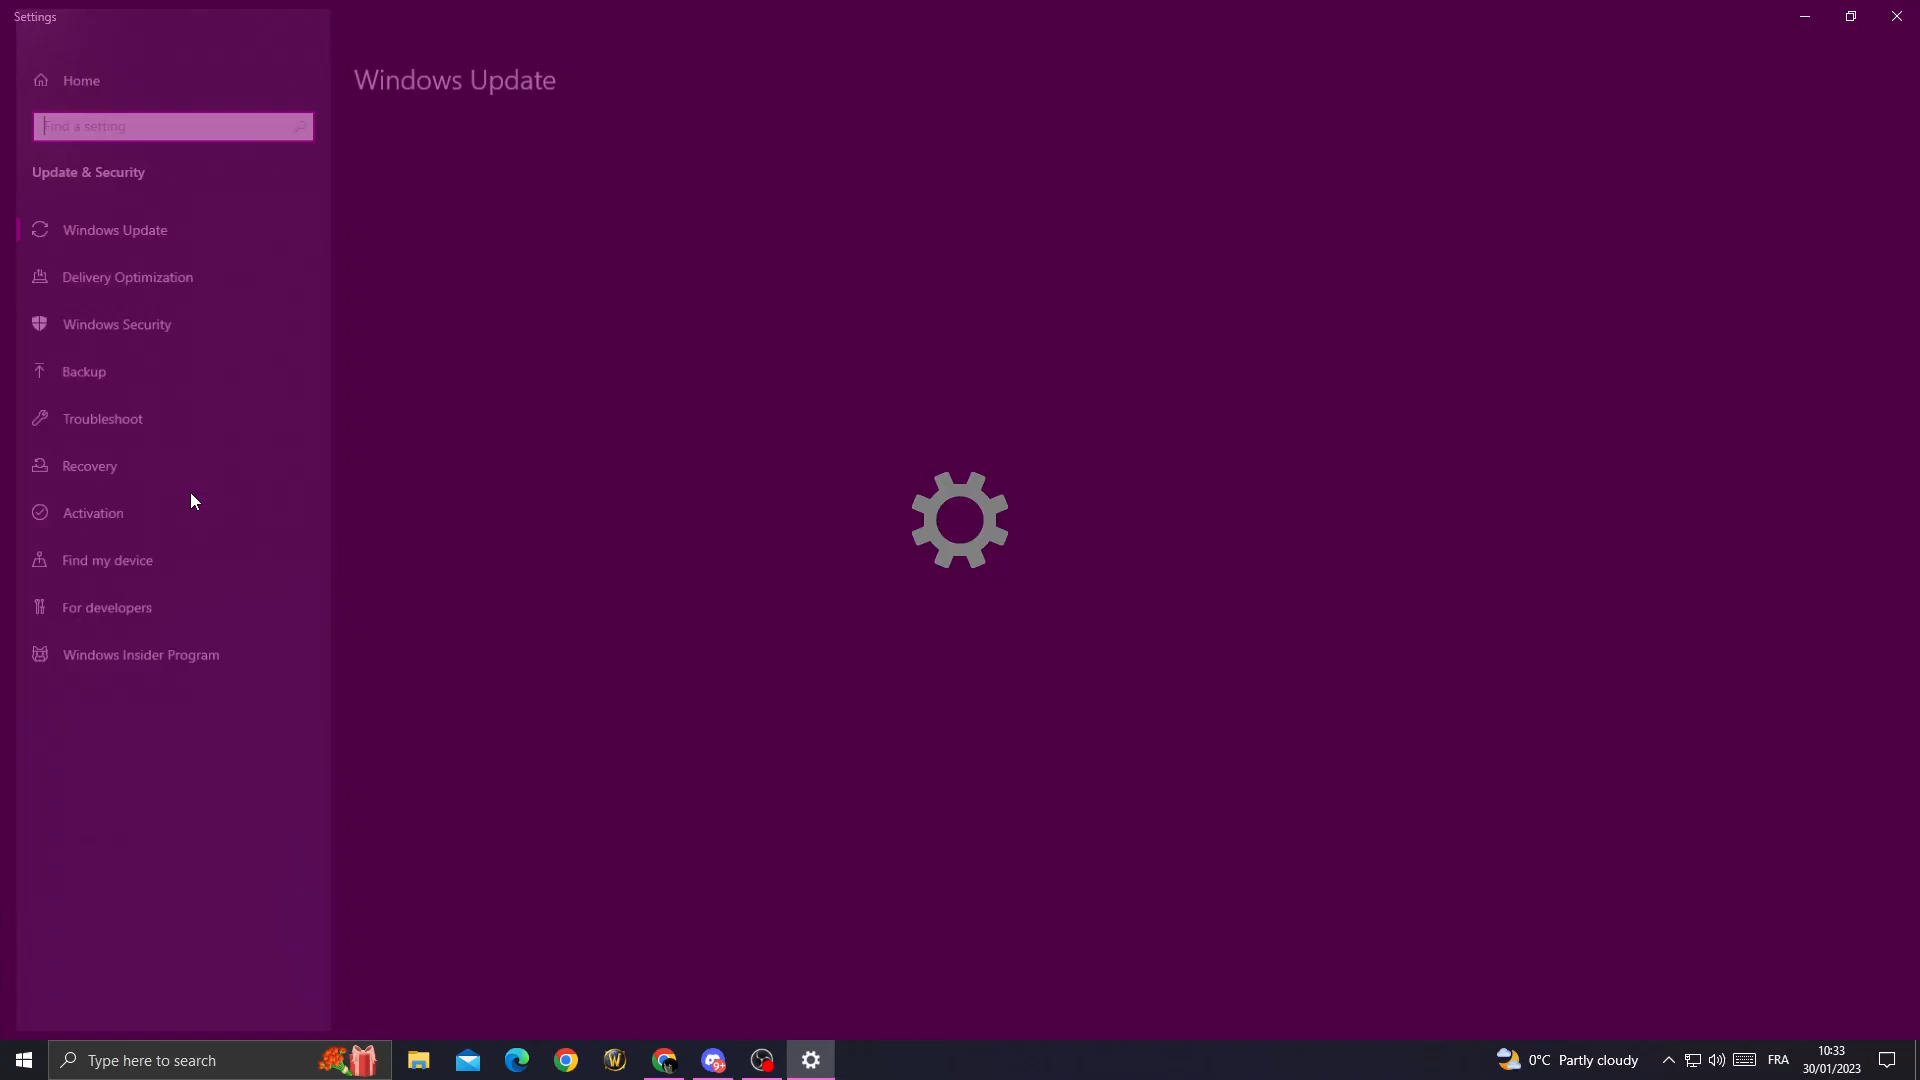 Settings
Home
Windows Update
Find a setting
Update & Security
Windows Update
Delivery Optimization
Windows Security
Backup
Troubleshoot
Recovery
Activation
Find my device
For developers
Windows Insider Program
Type here to search
9+
0°C Partly cloudy
FRA
10:33
30/01/2023